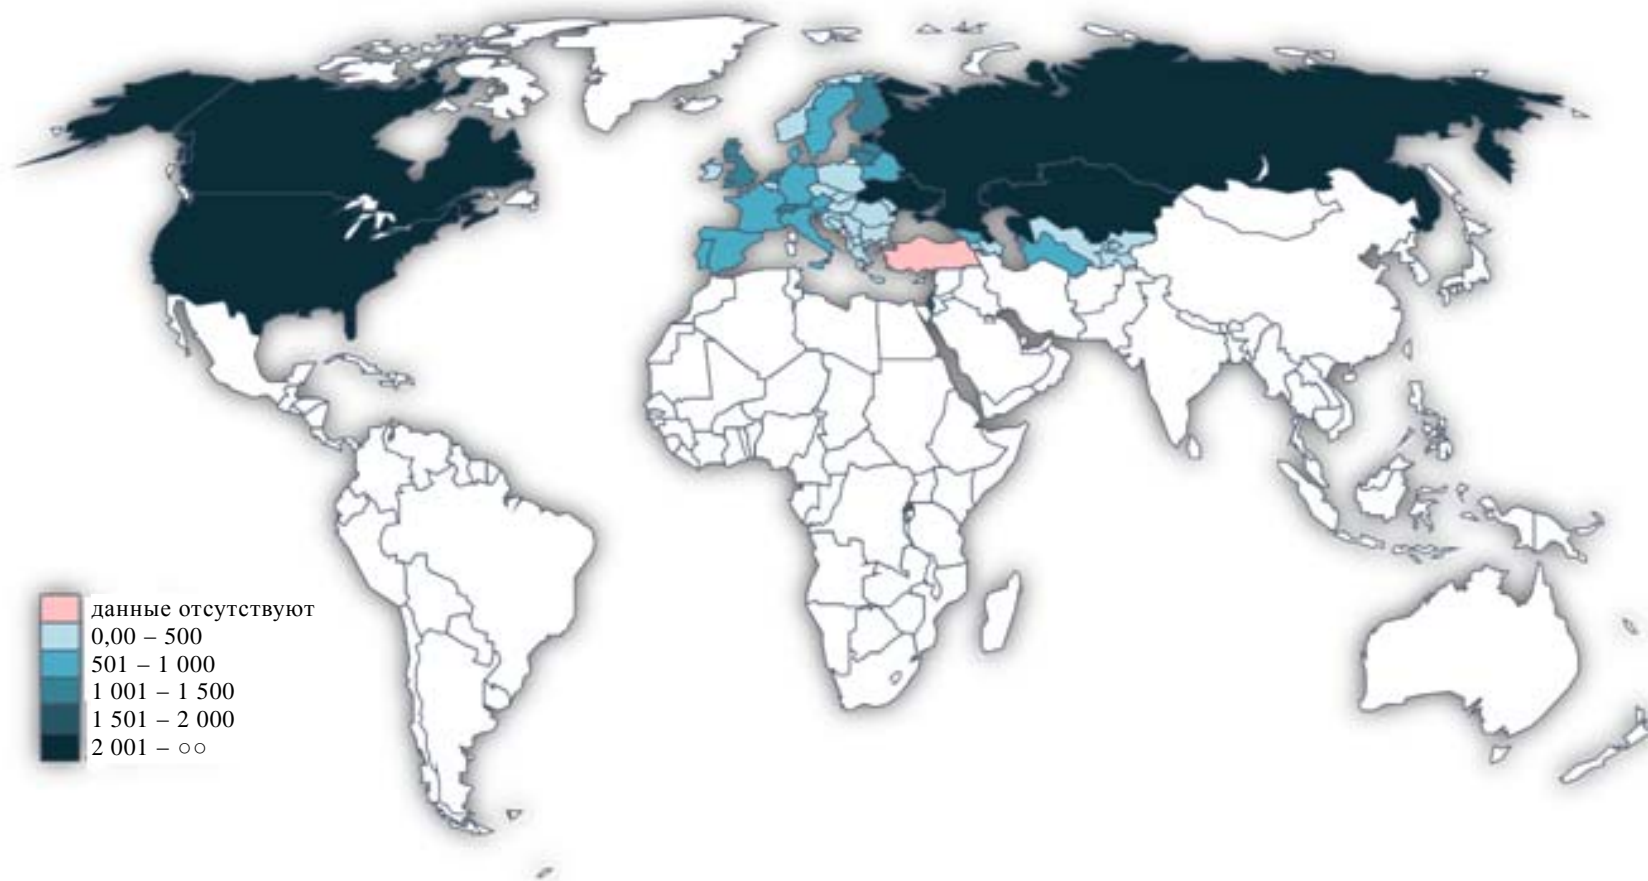 данные отсутствуют
0,00 – 500
501 – 1 000
1 001 – 1 500
1 501 – 2 000
2 001 – ○○